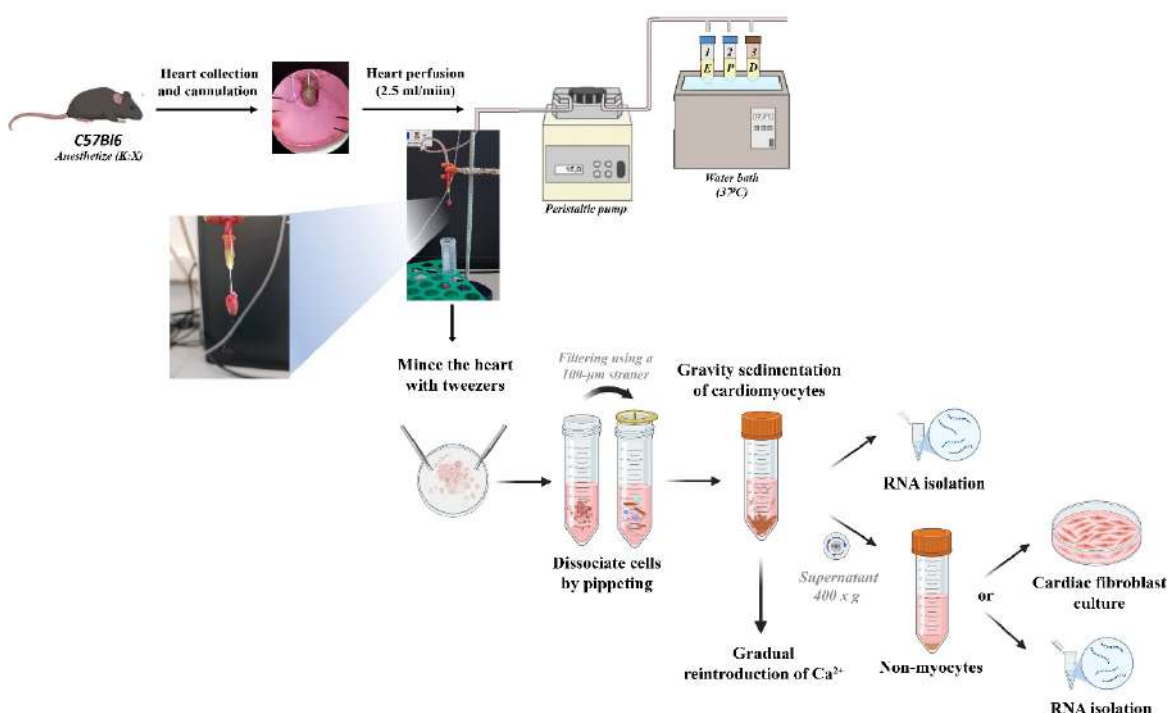 Heart collection
and cannulation
Heart perfusion
(2.5 ml/miin)
C57Bl6
Anesthetize (K:X)
1
E
2
P
3
D
Peristaltic pump
Water bath
(37ºC)
Mince the heart
with tweezers
Filtering using a
100-μm straner
Dissociate cells
by pippeting
Gravity sedimentation
of cardiomyocytes
RNA isolation
Supernatant
400 x g
Gradual
reintroduction of Ca²⁺
Non-myocytes
or
Cardiac fibroblast
culture
RNA isolation